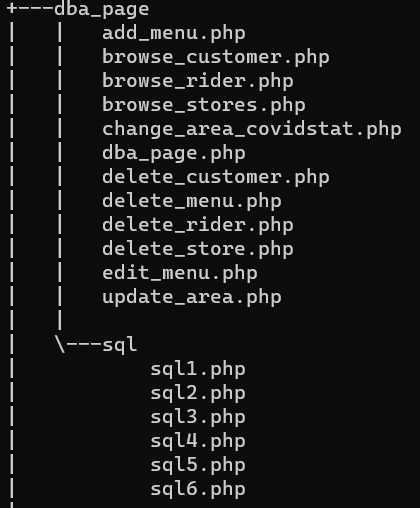 +---dba_page
|   |   add_menu.php
|   |   browse_customer.php
|   |   browse_rider.php
|   |   browse_stores.php
|   |   change_area_covidstat.php
|   |   dba_page.php
|   |   delete_customer.php
|   |   delete_menu.php
|   |   delete_rider.php
|   |   delete_store.php
|   |   edit_menu.php
|   |   update_area.php
|   |
|   \---sql
|           sql1.php
|           sql2.php
|           sql3.php
|           sql4.php
|           sql5.php
|           sql6.php